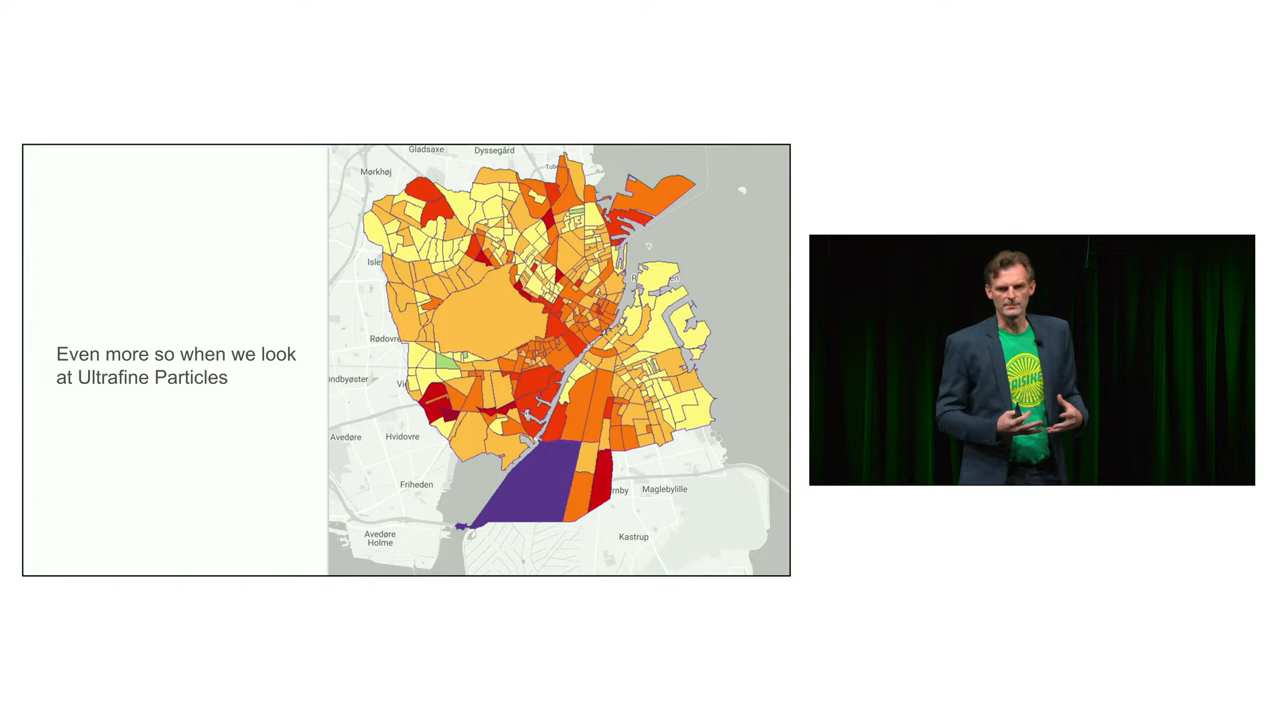 Even more so when we look
at Ultrafine Particles
Gladsaxe
Dyssegård
Mørkhøj
Rødovre
Avedøre
Hvidovre
Friheden
Maglebylille
Avedøre
Holme
Kastrup